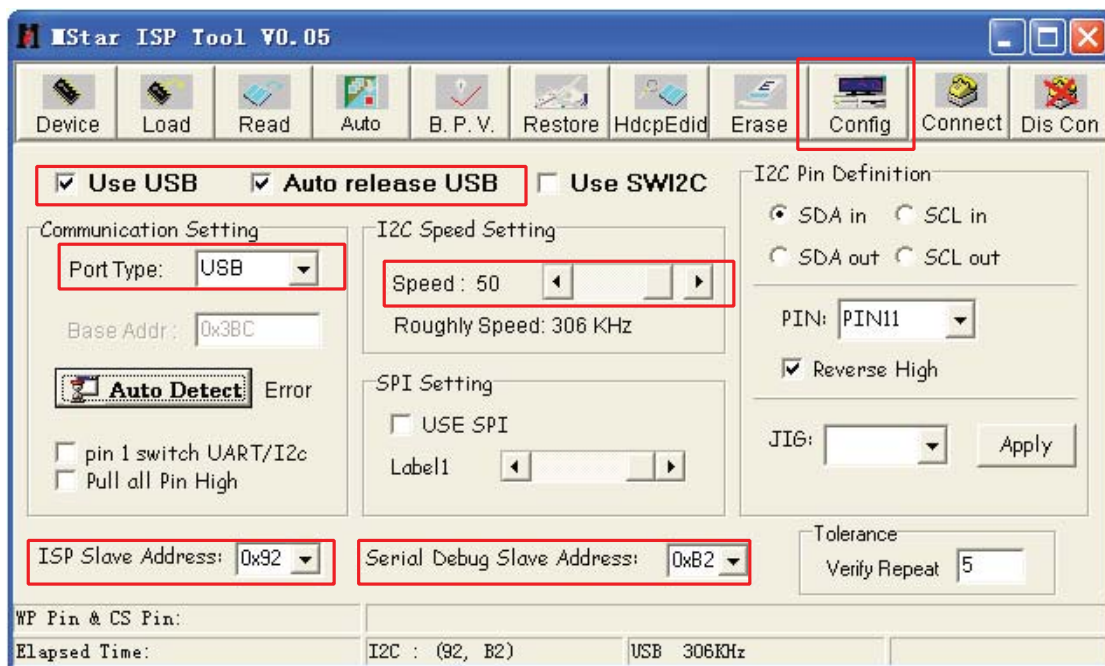 MStar ISP Tool V0.05
Device Load Read Auto B. P. V. Restore HdcpEdid Erase Config Connect Dis Con
Use USB Auto release USB Use SWI2C
Communication Setting
Port Type: USB
Base Addr: 0x3BC
Auto Detect Error
pin 1 switch UART/I2c
Pull all Pin High
I2C Speed Setting
Speed : 50
Roughly Speed: 306 KHz
SPI Setting
USE SPI
Label1
I2C Pin Definition
SDA in SCL in
SDA out SCL out
PIN: PIN11
Reverse High
JIG: Apply
ISP Slave Address: 0x92
Serial Debug Slave Address: 0xB2
Tolerance
Verify Repeat 5
WP Pin & CS Pin:
Elapsed Time: I2C : (92, B2) USB 306KHz